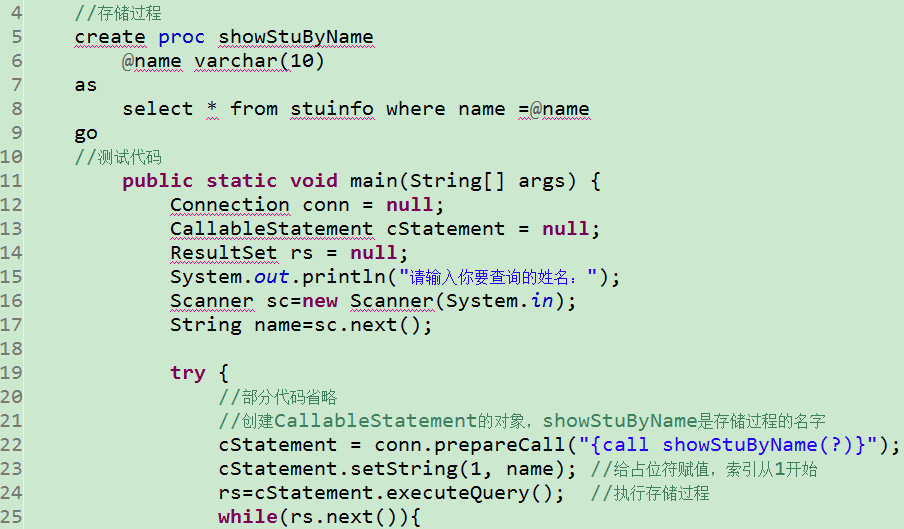 4 //存储过程
5 create proc showStuByName
6 @name varchar(10)
7 as
8 select * from stuinfo where name =@name
9 go
10 //测试代码
11 public static void main(String[] args) {
12 Connection conn = null;
13 CallableStatement cStatement = null;
14 ResultSet rs = null;
15 System.out.println("请输入你要查询的姓名：");
16 Scanner sc=new Scanner(System.in);
17 String name=sc.next();
18
19 try {
20 //部分代码省略
21 //创建CallableStatement的对象，showStuByName是存储过程的名字
22 cStatement = conn.prepareCall("{call showStuByName(?)}");
23 cStatement.setString(1, name); //给占位符赋值，索引从1开始
24 rs=cStatement.executeQuery(); //执行存储过程
25 while(rs.next()){